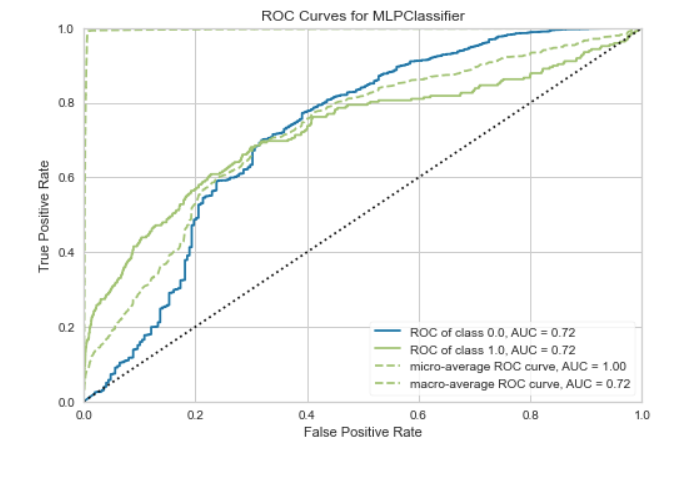 ROC Curves for MLPClassifier
1.0
0.8
0.6
0.4
0.2
0.0
True Positive Rate
ROC of class 0.0, AUC = 0.72
ROC of class 1.0, AUC = 0.72
micro-average ROC curve, AUC = 1.00
macro-average ROC curve, AUC = 0.72
0.0 0.2 0.4 0.6 0.8 1.0
False Positive Rate